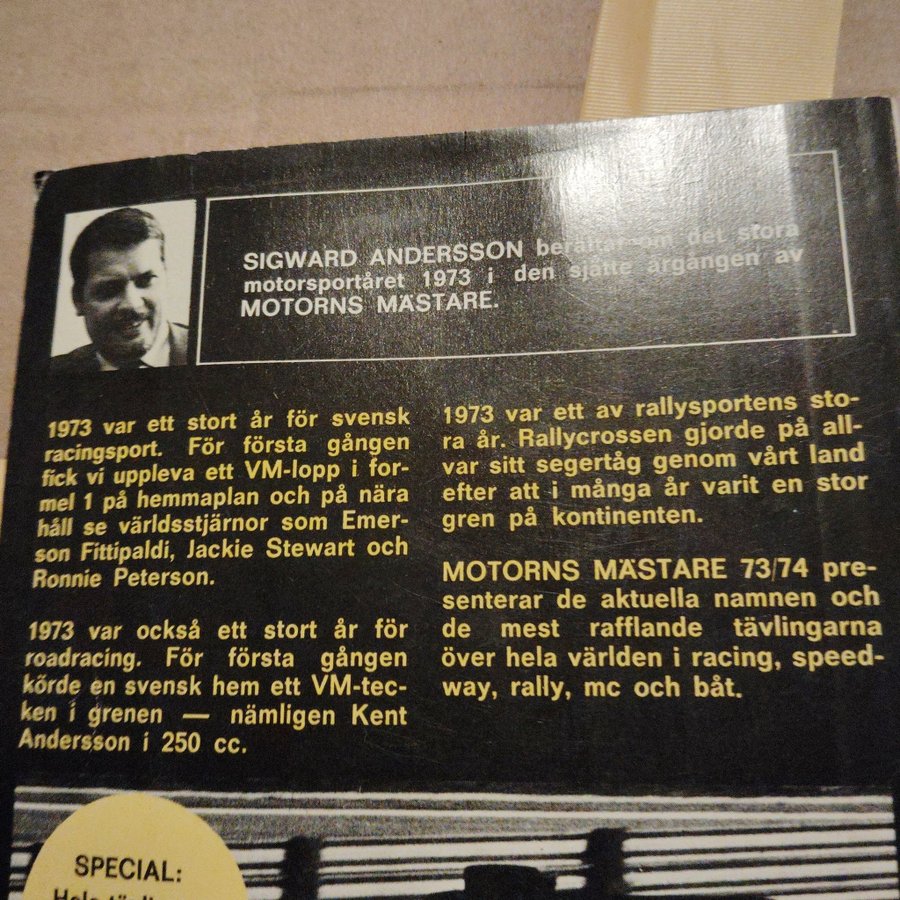 SIGWARD ANDERSSON berättar om det stora
motorsportåret 1973 i den sjätte årgången av
MOTORNS MÄSTARE.
1973 var ett stort år för svensk
racingsport. För första gången
fick vi uppleva ett VM-lopp i for-
mel 1 på hemmaplan och på nära
håll se världsstjärnor som Emer-
son Fittipaldi, Jackie Stewart och
Ronnie Peterson.
1973 var också ett stort år för
roadracing. För första gången
körde en svensk hem ett VM-tec-
ken i grenen — nämligen Kent
Andersson i 250 cc.
1973 var ett av rallysportens sto-
ra år. Rallycrossen gjorde på all-
var sitt segertåg genom vårt land
efter att i många år varit en stor
gren på kontinenten.
MOTORNS MÄSTARE 73/74 pre-
senterar de aktuella namnen och
de mest rafflande tävlingarna
över hela världen i racing, speed-
way, rally, mc och båt.
SPECIAL: